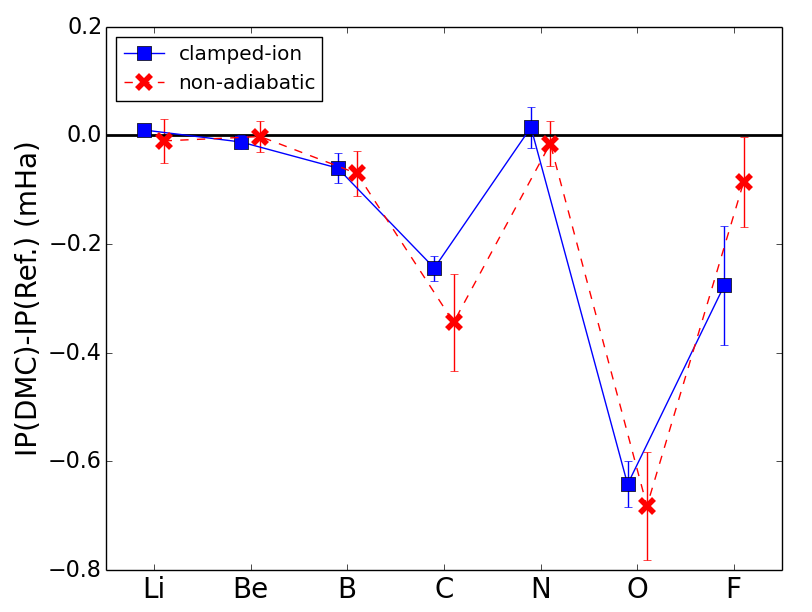 0.2
0.0
−0.2
−0.4
−0.6
−0.8
IP(DMC)-IP(Ref.) (mHa)
clamped-ion
non-adiabatic
Li Be B C N O F